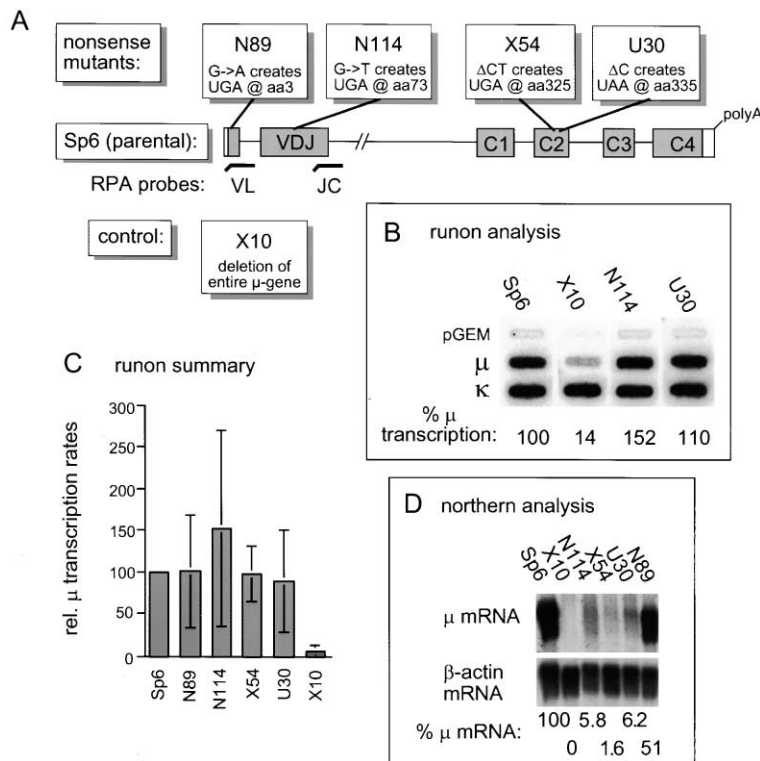 A
nonsense mutants:
N89
G->A creates
UGA @ aa3
N114
G->T creates
UGA @ aa73
X54
ΔCT creates
UGA @ aa325
U30
ΔC creates
UAA @ aa335
polyA
Sp6 (parental):
VDJ
//
C1
C2
C3
C4
RPA probes:
VL
JC
control:
X10
deletion of
entire μ-gene
B runon analysis
Sp6
X10
N114
U30
pGEM
μ
κ
% μ
transcription:
100
14
152
110
C runon summary
rel. μ transcription rates
300
250
200
150
100
50
0
Sp6
N89
N114
X54
U30
X10
D northern analysis
Sp6
X10
N114
X54
U30
N89
μ mRNA
β-actin
mRNA
% μ mRNA:
100
0
5.8
1.6
6.2
51